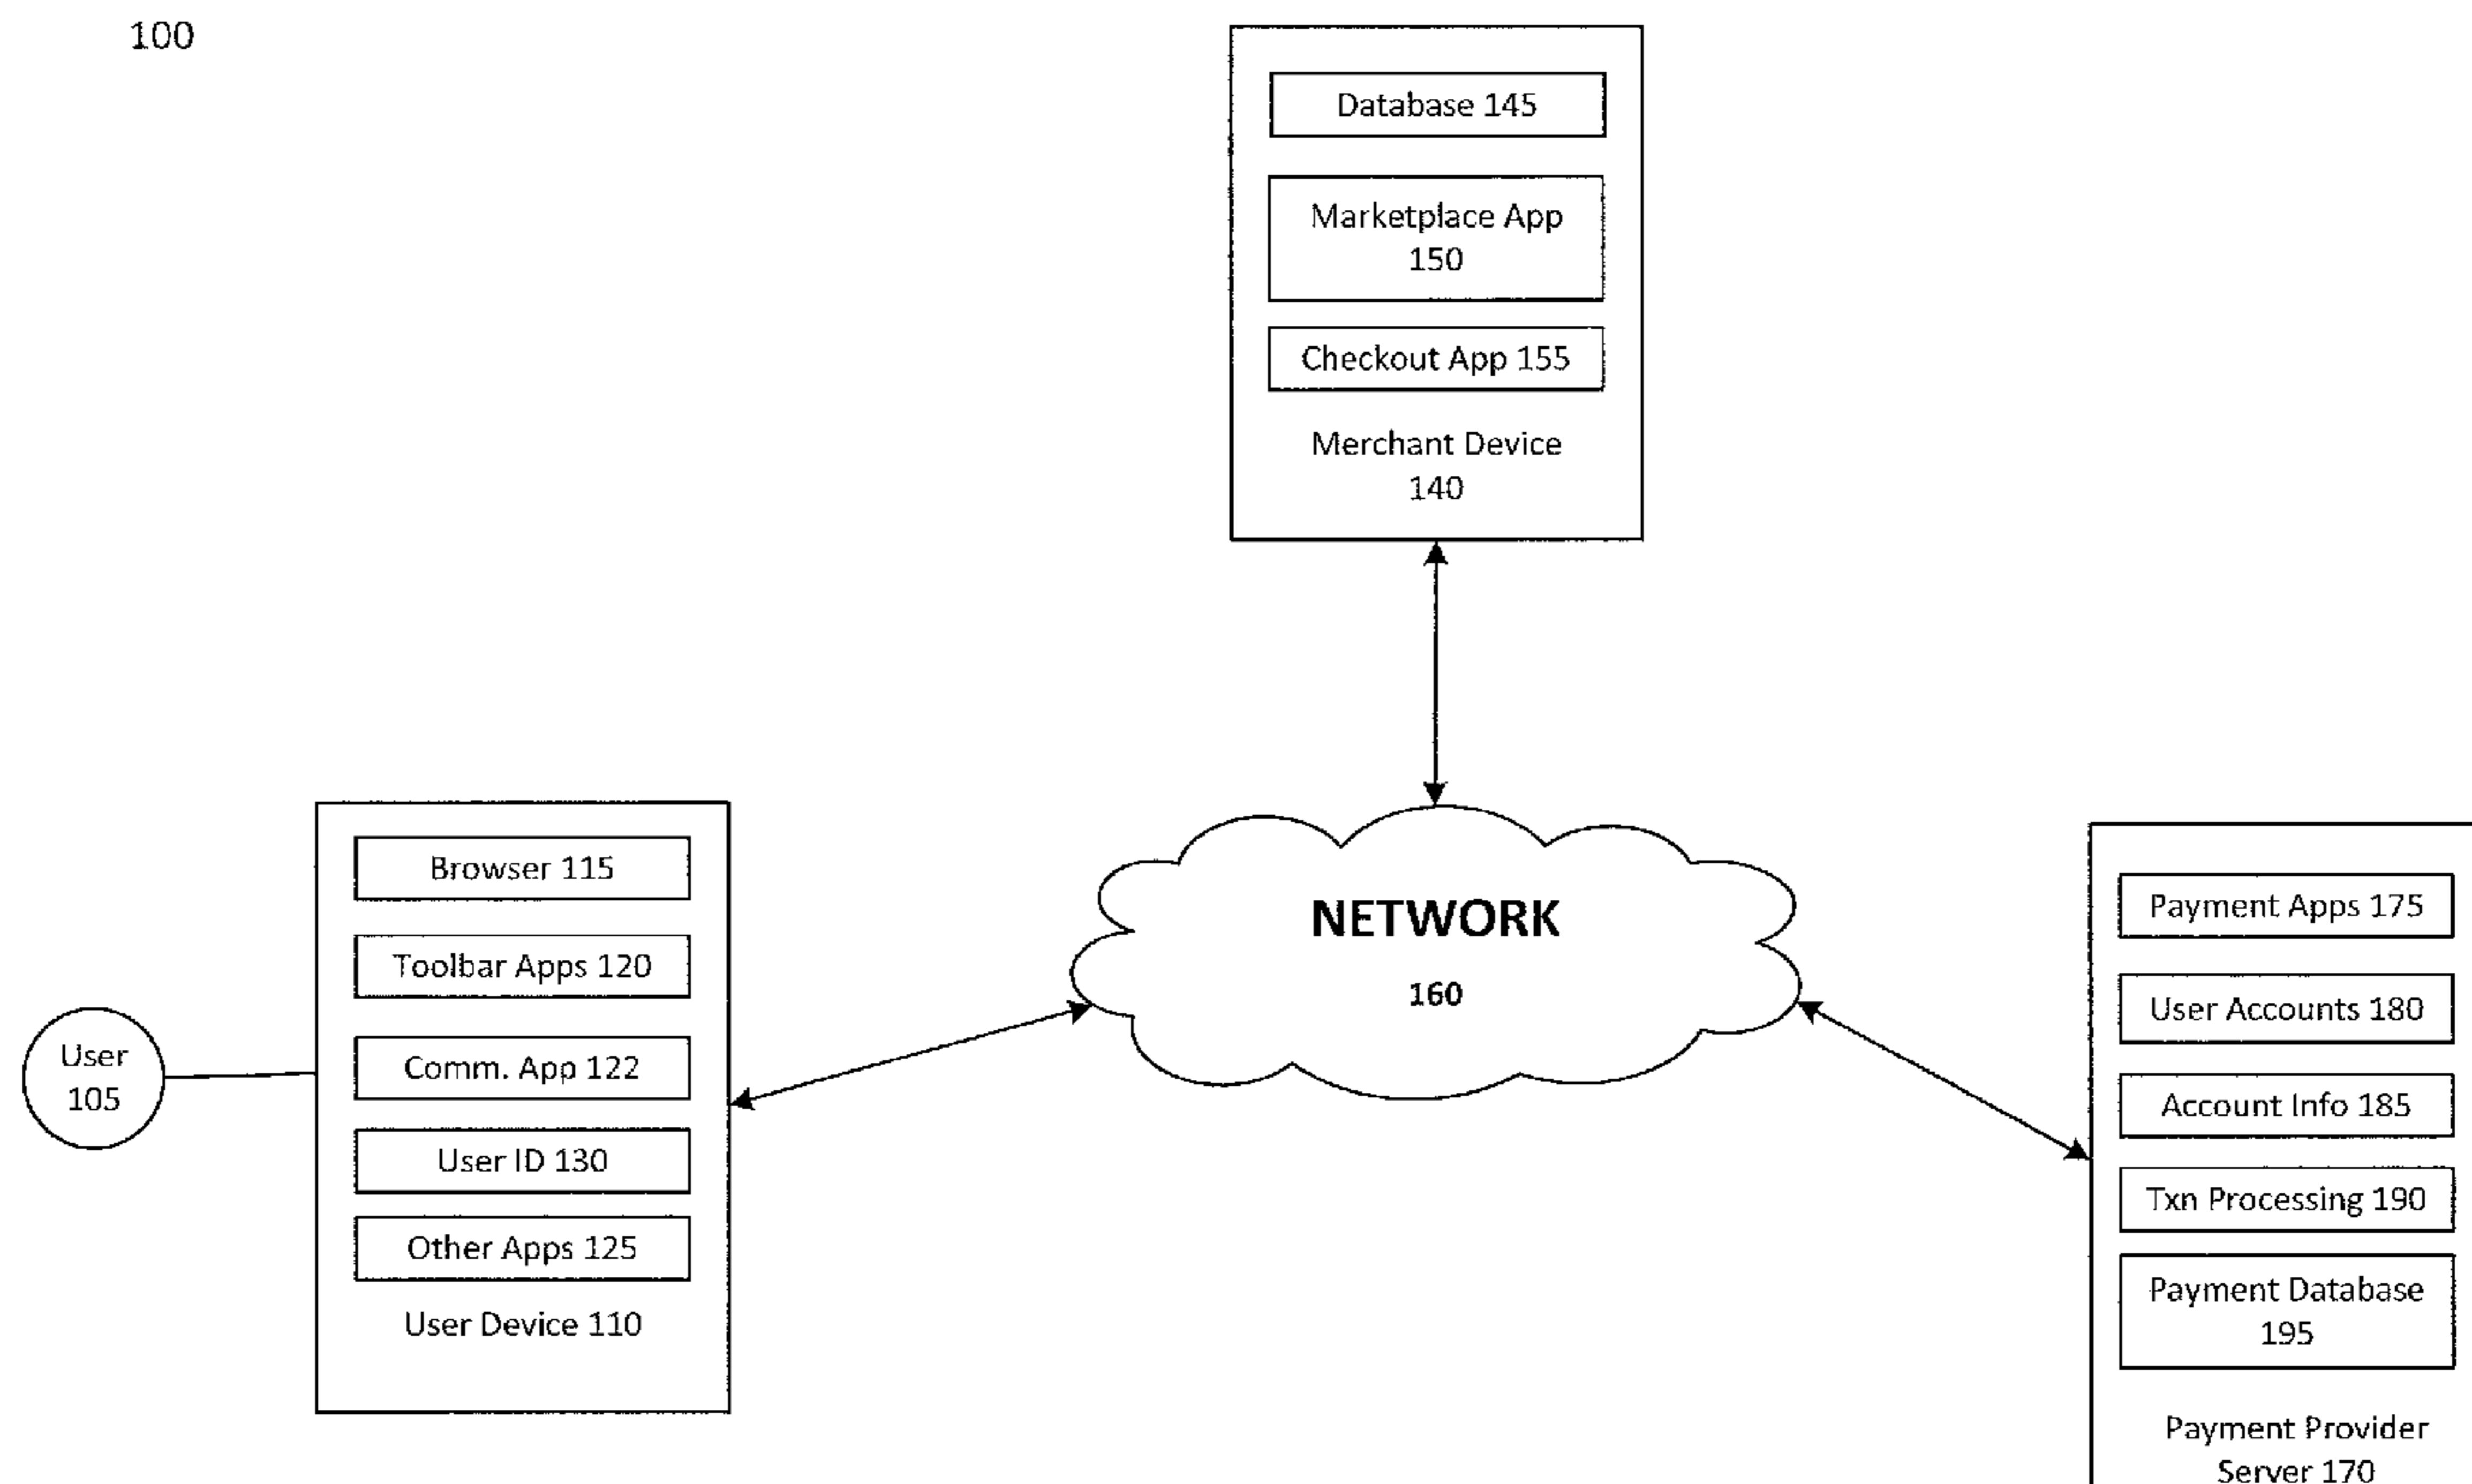 100
Database 145
Marketplace App
150
Checkout App 155
Merchant Device
140
Browser 115
Toolbar Apps 120
Comm. App 122
User ID 130
Other Apps 125
User Device 110
User
105
NETWORK
160
Payment Apps 175
User Accounts 180
Account Info 185
Txn Processing 190
Payment Database
195
Payment Provider
Server 170